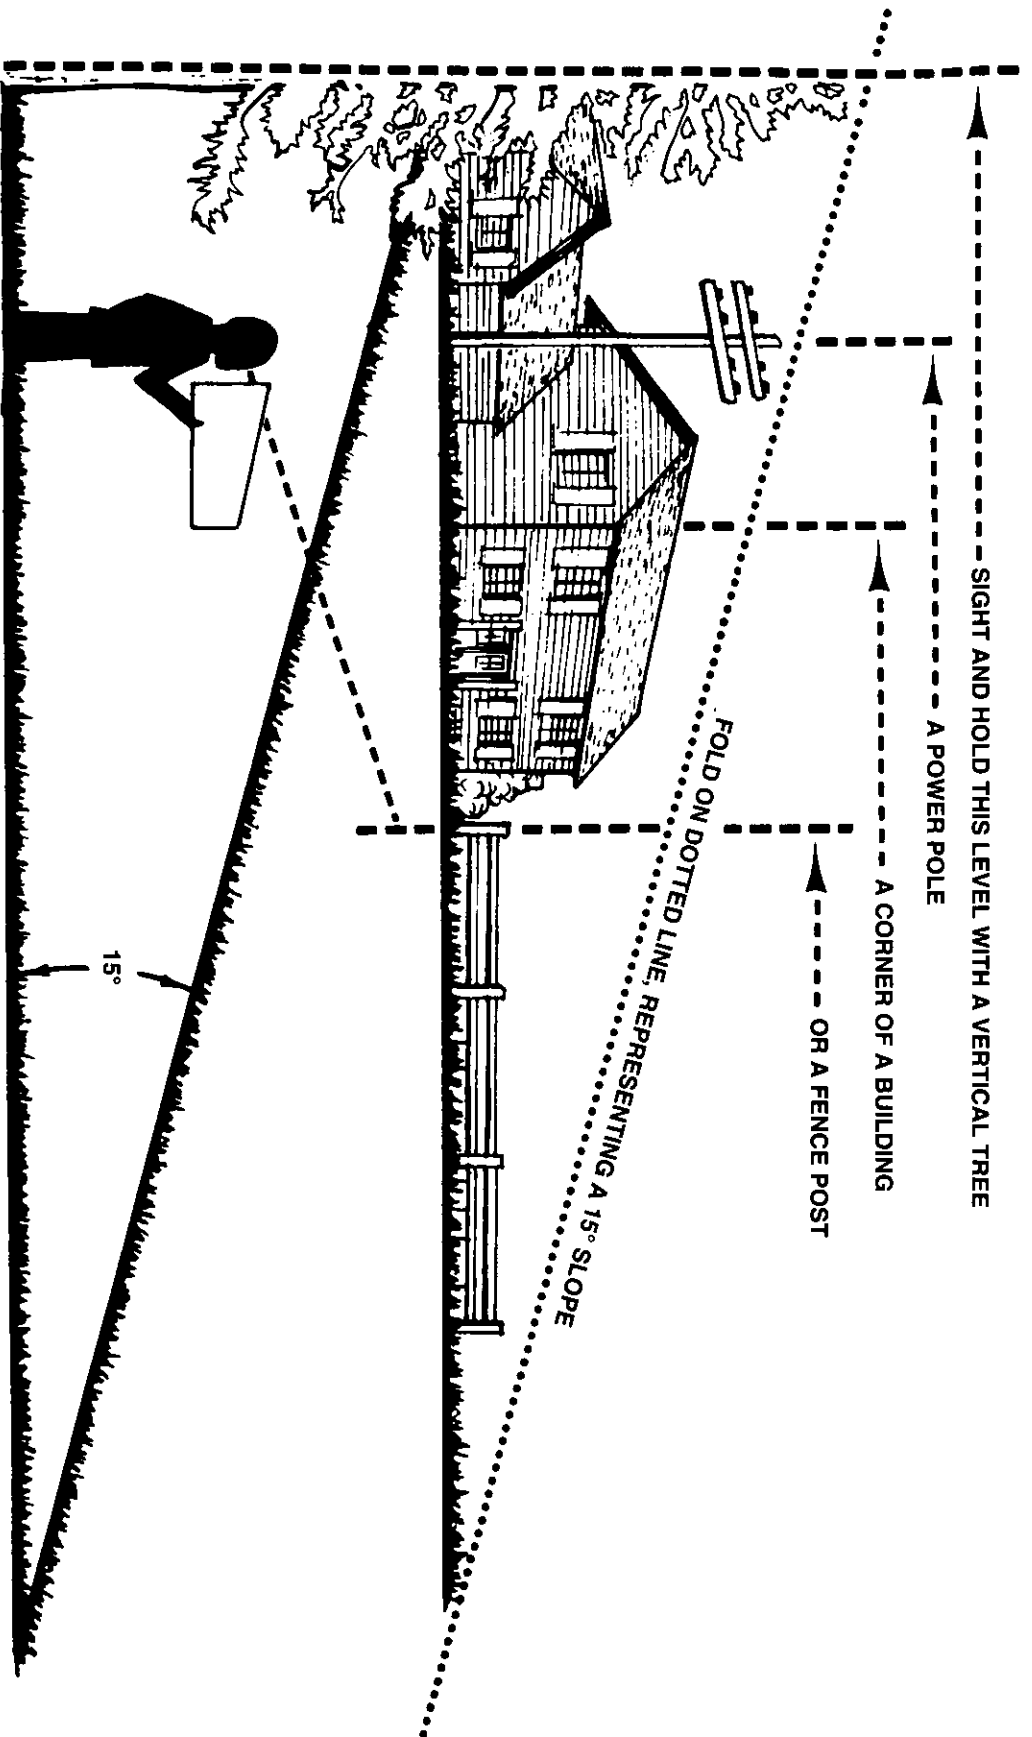 SIGHT AND HOLD THIS LEVEL WITH A VERTICAL TREE
A POWER POLE
A CORNER OF A BUILDING
OR A FENCE POST
FOLD ON DOTTED LINE, REPRESENTING A 15° SLOPE
15°